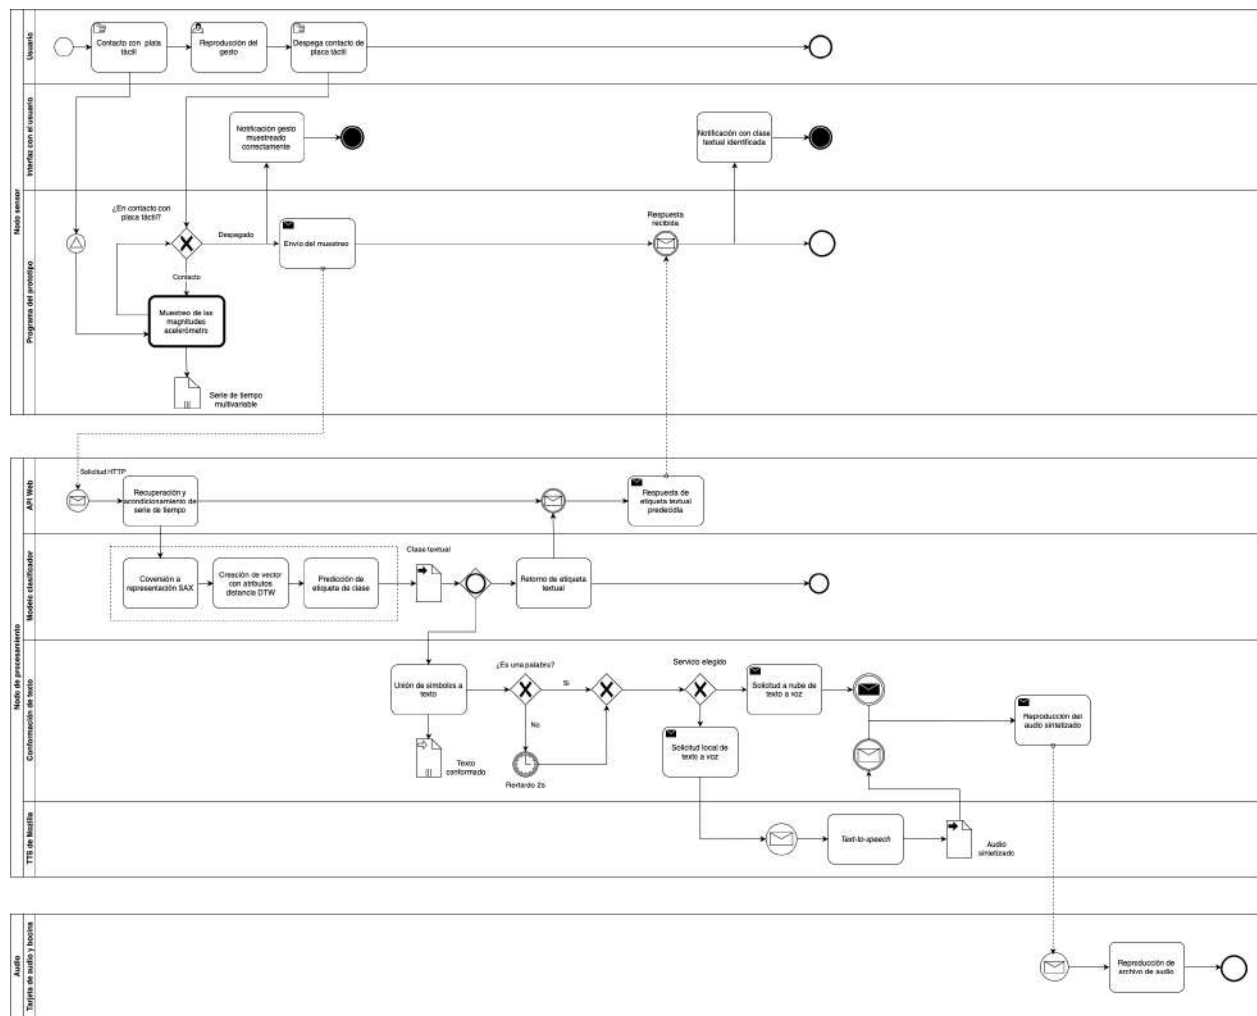 Nodo sensor
Usuario
Contacto con plata
táctil
Reproducción del
gesto
Despega contacto de
placa táctil
Interfaz con el usuario
Notificación gesto
muestreado
correctamente
Notificación con clase
textual identificada
Programa del prototipo
¿En contacto con
placa táctil?
Despegado
Contacto
Envío del muestreo
Respuesta
recibida
Muestreo de las
magnitudes
acelerómetro
Serie de tiempo
multivariable
Nodo de procesamiento
API Web
Solicitud HTTP
Recuperación y
acondicionamiento de
serie de tiempo
Respuesta de
etiqueta textual
predecidla
Modelo clasificador
Coversión a
representación SAX
Creación de vector
con atributos
distancia DTW
Predicción de
etiqueta de clase
Clase textual
Retorno de etiqueta
textual
Conformación de texto
Unión de símbolos a
texto
Texto
conformado
¿Es una palabra?
Si
No
Retardo 2s
Servicio elegido
Solicitud a nube de
texto a voz
Solicitud local de
texto a voz
Reproducción del
audio sintetizado
TTS de Mozilla
Text-to-speech
Audio
sintetizado
Audio
Tarjeta de audio y bocina
Reproducción de
archivo de audio